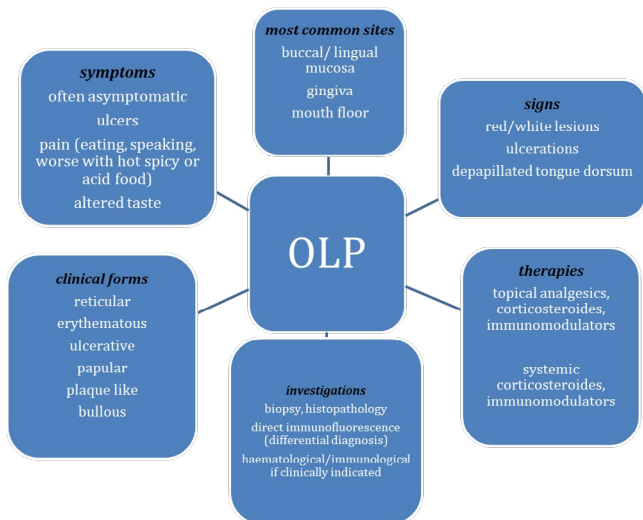 most common sites
buccal/ lingual
mucosa
gingiva
mouth floor
symptoms
often asymptomatic
ulcers
pain (eating, speaking,
worse with hot spicy or
acid food)
altered taste
signs
red/white lesions
ulcerations
depapillated tongue dorsum
OLP
clinical forms
reticular
erythematous
ulcerative
papular
plaque like
bullous
therapies
topical analgesics,
corticosteroides,
immunomodulators
systemic
corticosteroides,
immunomodulators
investigations
biopsy, histopathology
direct immunofluorescence
(differential diagnosis)
haematological/immunological
if clinically indicated